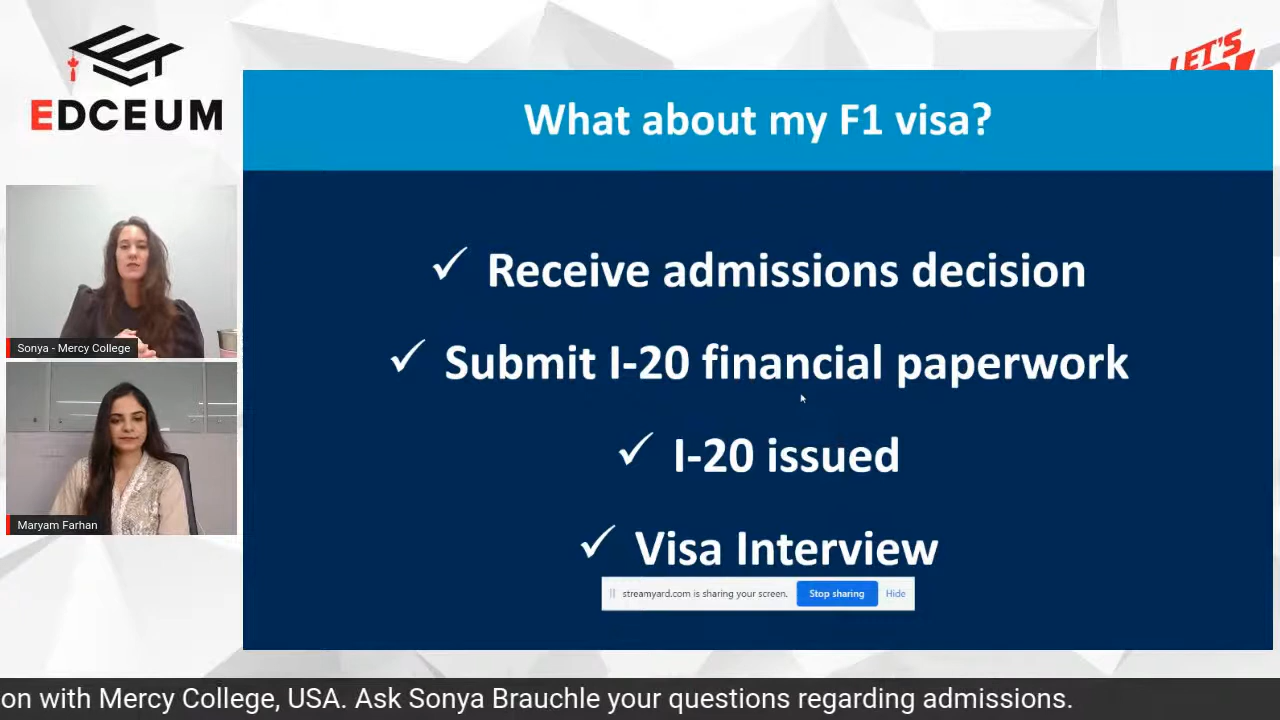 EDCEUM
LET'S
What about my F1 visa?
✓ Receive admissions decision
✓ Submit I-20 financial paperwork
✓ I-20 issued
✓ Visa Interview
streamyard.com is sharing your screen. Stop sharing Hide
Sonya - Mercy College
Maryam Farhan
on with Mercy College, USA. Ask Sonya Brauchle your questions regarding admissions.